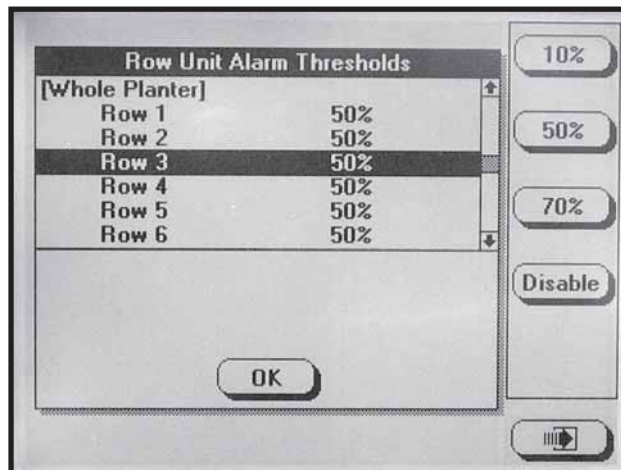 Row Unit Alarm Thresholds
[Whole Planter]
Row 1 50%
Row 2 50%
Row 3 50%
Row 4 50%
Row 5 50%
Row 6 50%
OK
10%
50%
70%
Disable